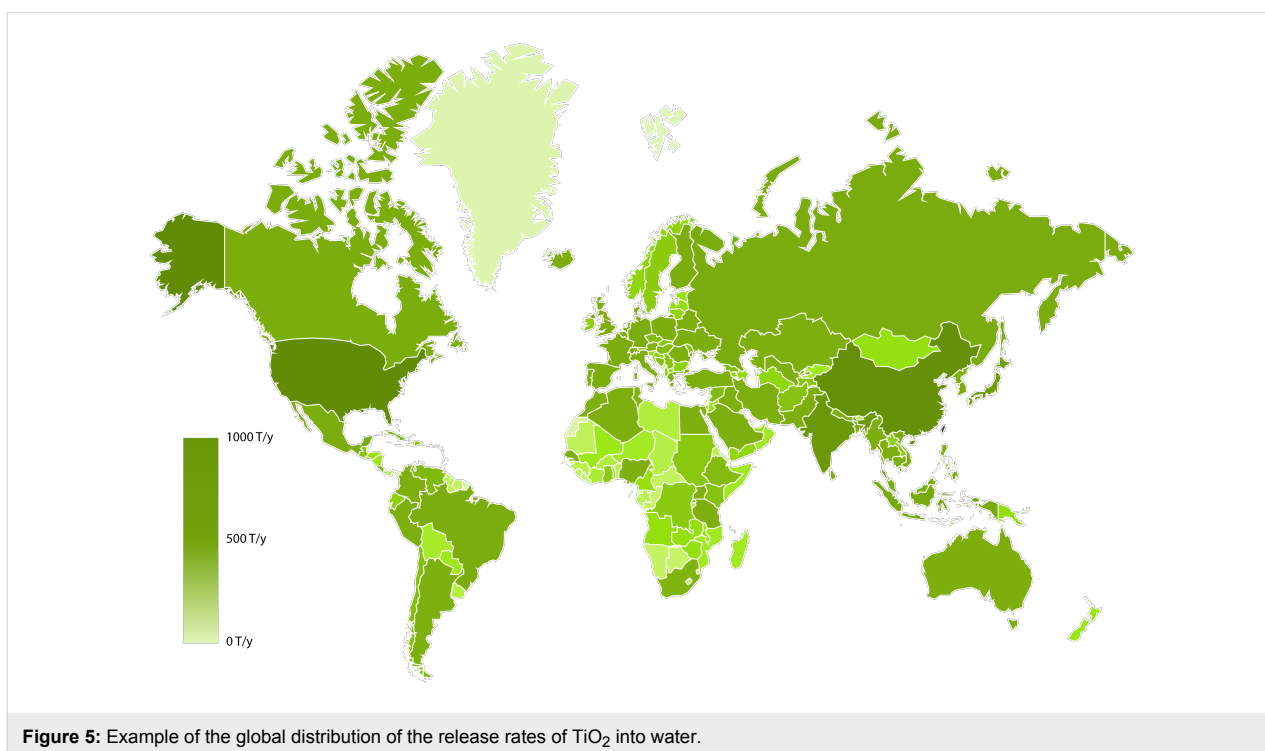 1000 T/y
500 T/y
0 T/y
Figure 5: Example of the global distribution of the release rates of TiO2 into water.